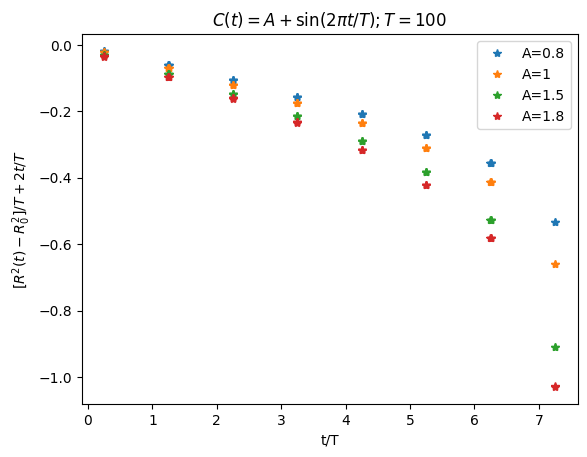 C(t) = A + sin(2πt/T); T = 100
A=0.8
A=1
A=1.5
A=1.8
[R²(t) − R₀²]/T + 2t/T
0.0
−0.2
−0.4
−0.6
−0.8
−1.0
0 1 2 3 4 5 6 7
t/T